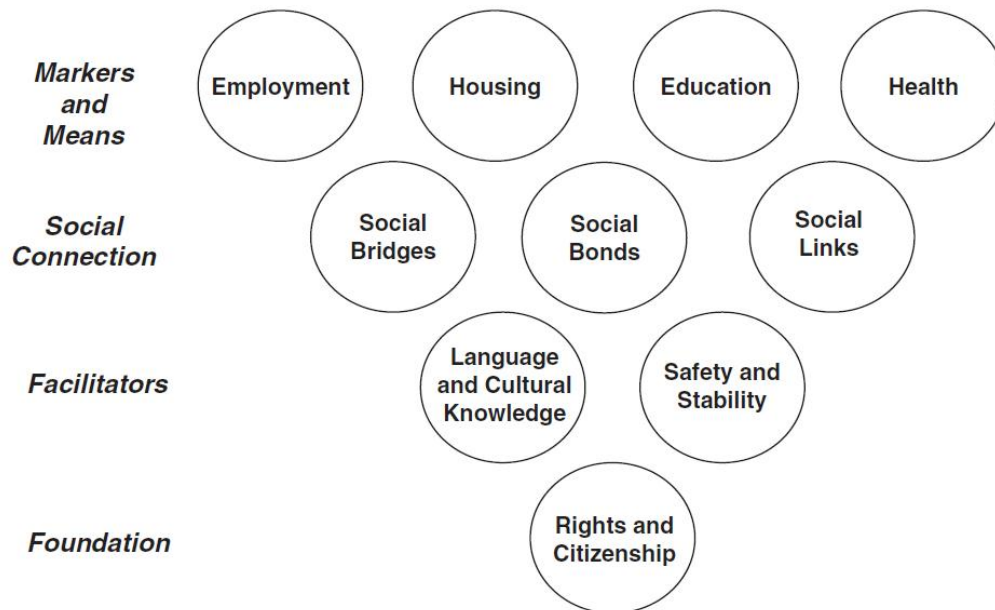 Markers
and
Means
Employment
Housing
Education
Health
Social
Connection
Social
Bridges
Social
Bonds
Social
Links
Facilitators
Language
and Cultural
Knowledge
Safety and
Stability
Foundation
Rights and
Citizenship